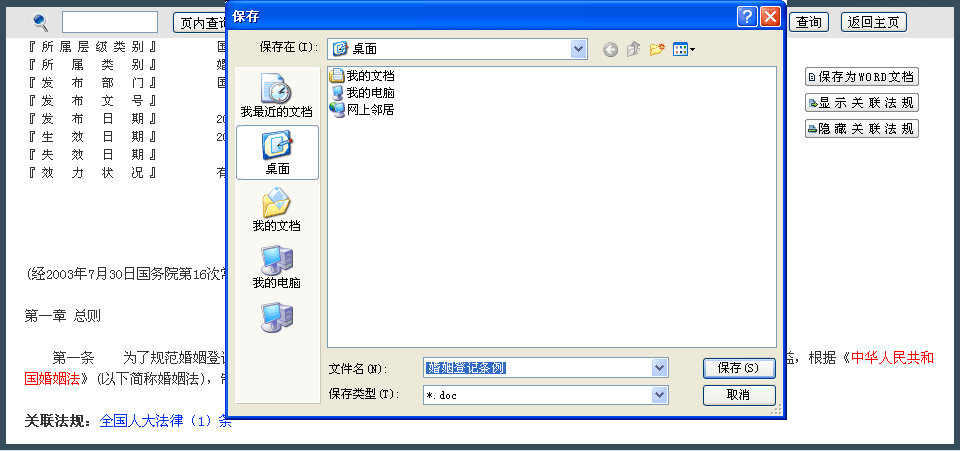 页内查
查询
返回主页
『 所 属 层 级 类 别 』
『 所 属 类 别 』
『 发 布 部 门 』
『 发 布 文 号 』
『 发 布 日 期 』 20
『 生 效 日 期 』 20
『 失 效 日 期 』
『 效 力 状 况 』 有
保存为WORD文档
显 示 关 联 法 规
隐 藏 关 联 法 规
(经2003年7月30日国务院第16次
第一章 总则
第一条 为了规范婚姻登
,根据《中华人民共和
国婚姻法》(以下简称婚姻法),
关联法规：全国人大法律（1）条
保存
保存在(I):
桌面
我最近的文档
桌面
我的文档
我的电脑
我的文档
我的电脑
网上邻居
文件名(N):
婚姻登记条例
保存(S)
保存类型(T):
*.doc
取消